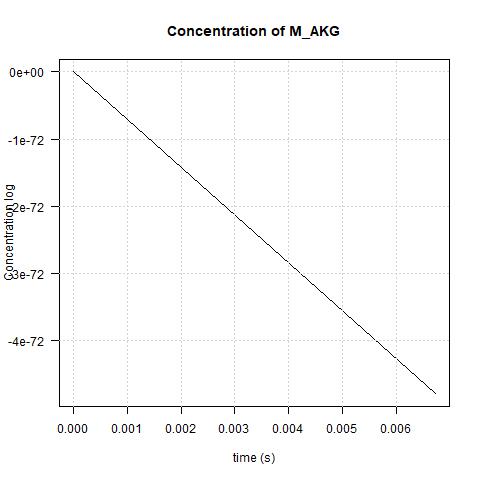 Concentration of M_AKG
0e+00
-1e-72
-2e-72
-3e-72
-4e-72
Concentration log
0.000 0.001 0.002 0.003 0.004 0.005 0.006
time (s)